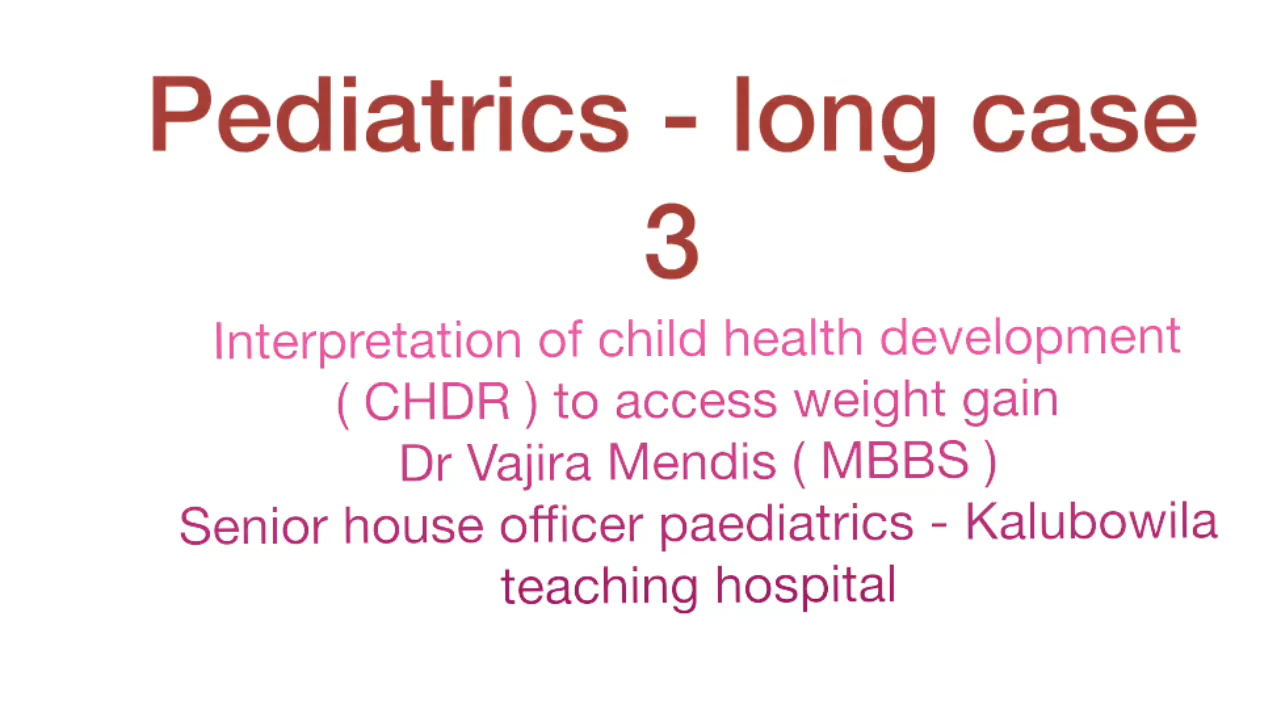 Pediatrics - long case
3
Interpretation of child health development
( CHDR ) to access weight gain
Dr Vajira Mendis ( MBBS )
Senior house officer paediatrics - Kalubowila
teaching hospital